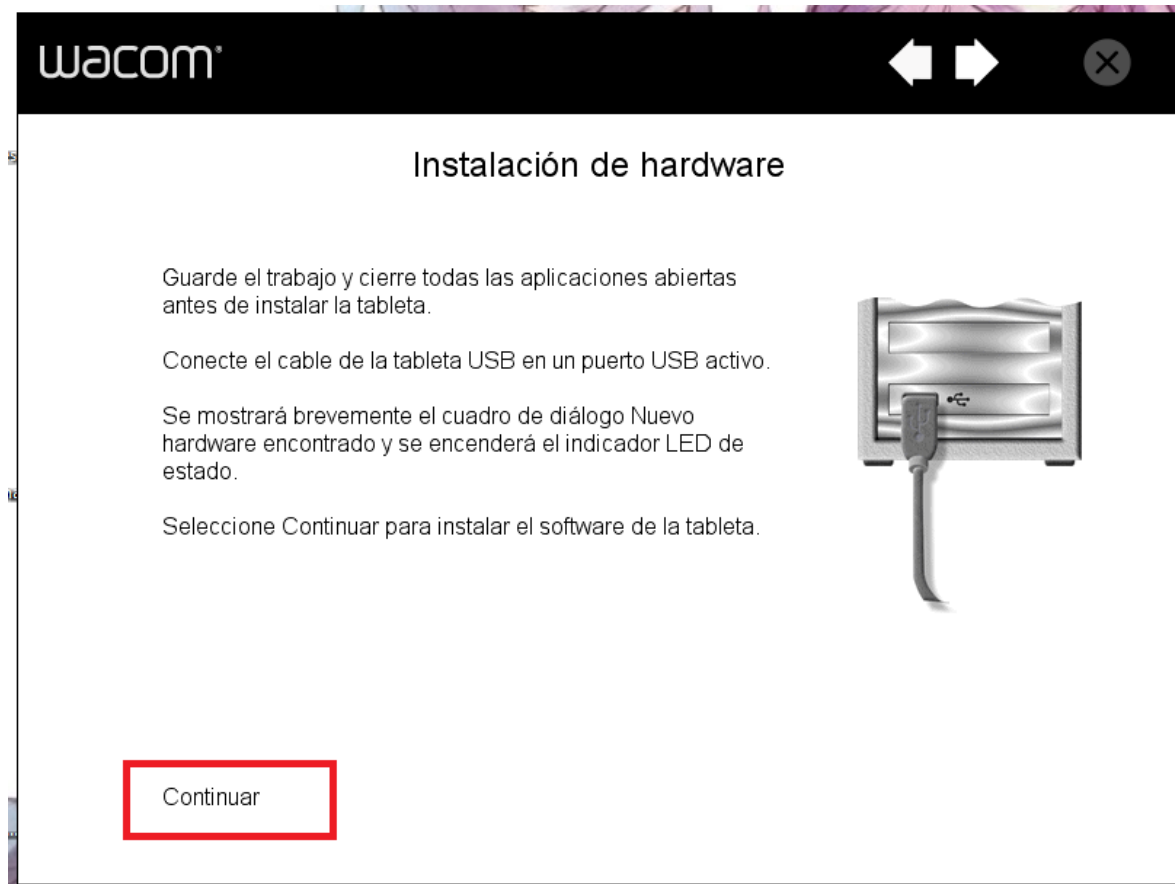 wacom
Instalación de hardware
Guarde el trabajo y cierre todas las aplicaciones abiertas
antes de instalar la tableta.
Conecte el cable de la tableta USB en un puerto USB activo.
Se mostrará brevemente el cuadro de diálogo Nuevo
hardware encontrado y se encenderá el indicador LED de
estado.
Seleccione Continuar para instalar el software de la tableta.
Continuar